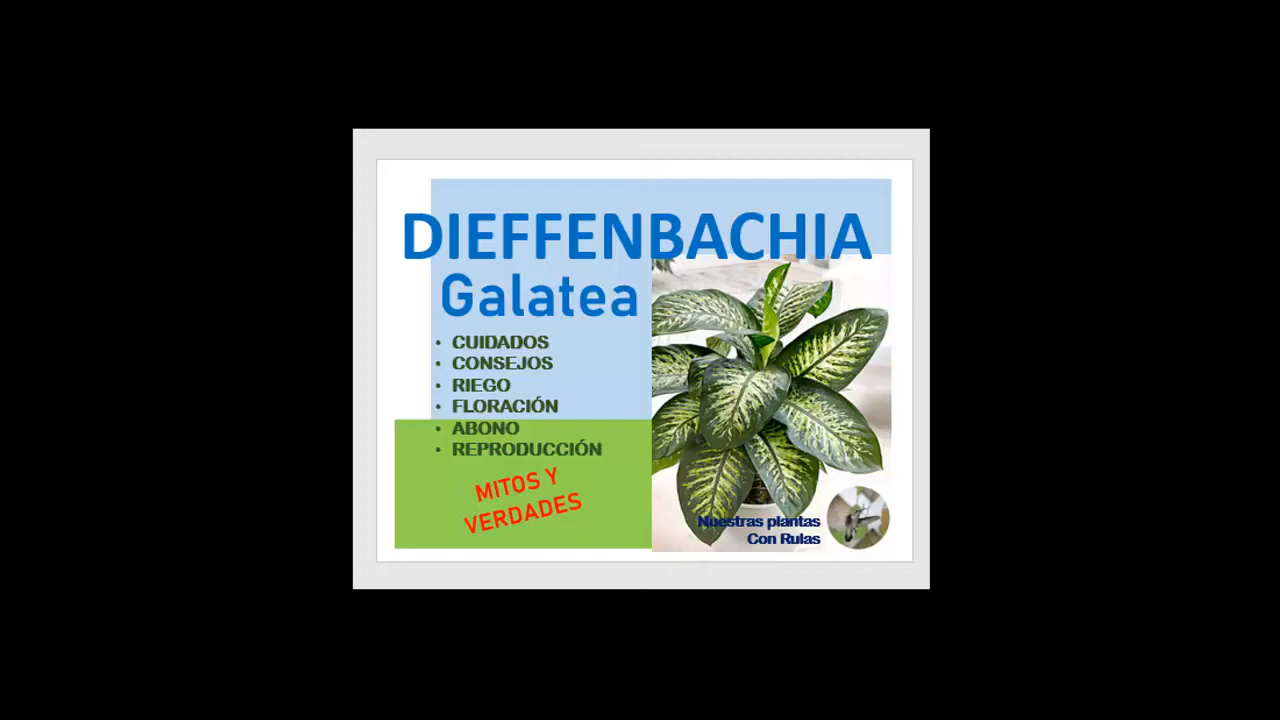 DIEFFENBACHIA
Galatea
• CUIDADOS
• CONSEJOS
• RIEGO
• FLORACIÓN
• ABONO
• REPRODUCCIÓN
MITOS Y
VERDADES
Nuestras plantas
Con Rulas